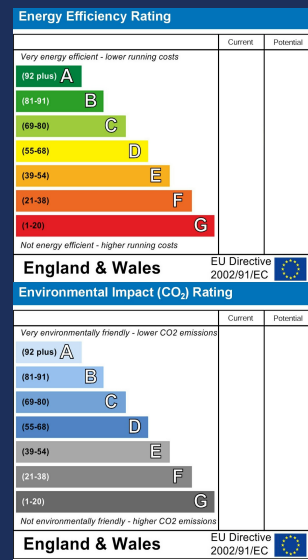 Energy Efficiency Rating
Current Potential
Very energy efficient - lower running costs
(92 plus) A
(81-91) B
(69-80) C
(55-68) D
(39-54) E
(21-38) F
(1-20) G
Not energy efficient - higher running costs
England & Wales EU Directive 2002/91/EC
Environmental Impact (CO₂) Rating
Current Potential
Very environmentally friendly - lower CO2 emissions
(92 plus) A
(81-91) B
(69-80) C
(55-68) D
(39-54) E
(21-38) F
(1-20) G
Not environmentally friendly - higher CO2 emissions
England & Wales EU Directive 2002/91/EC